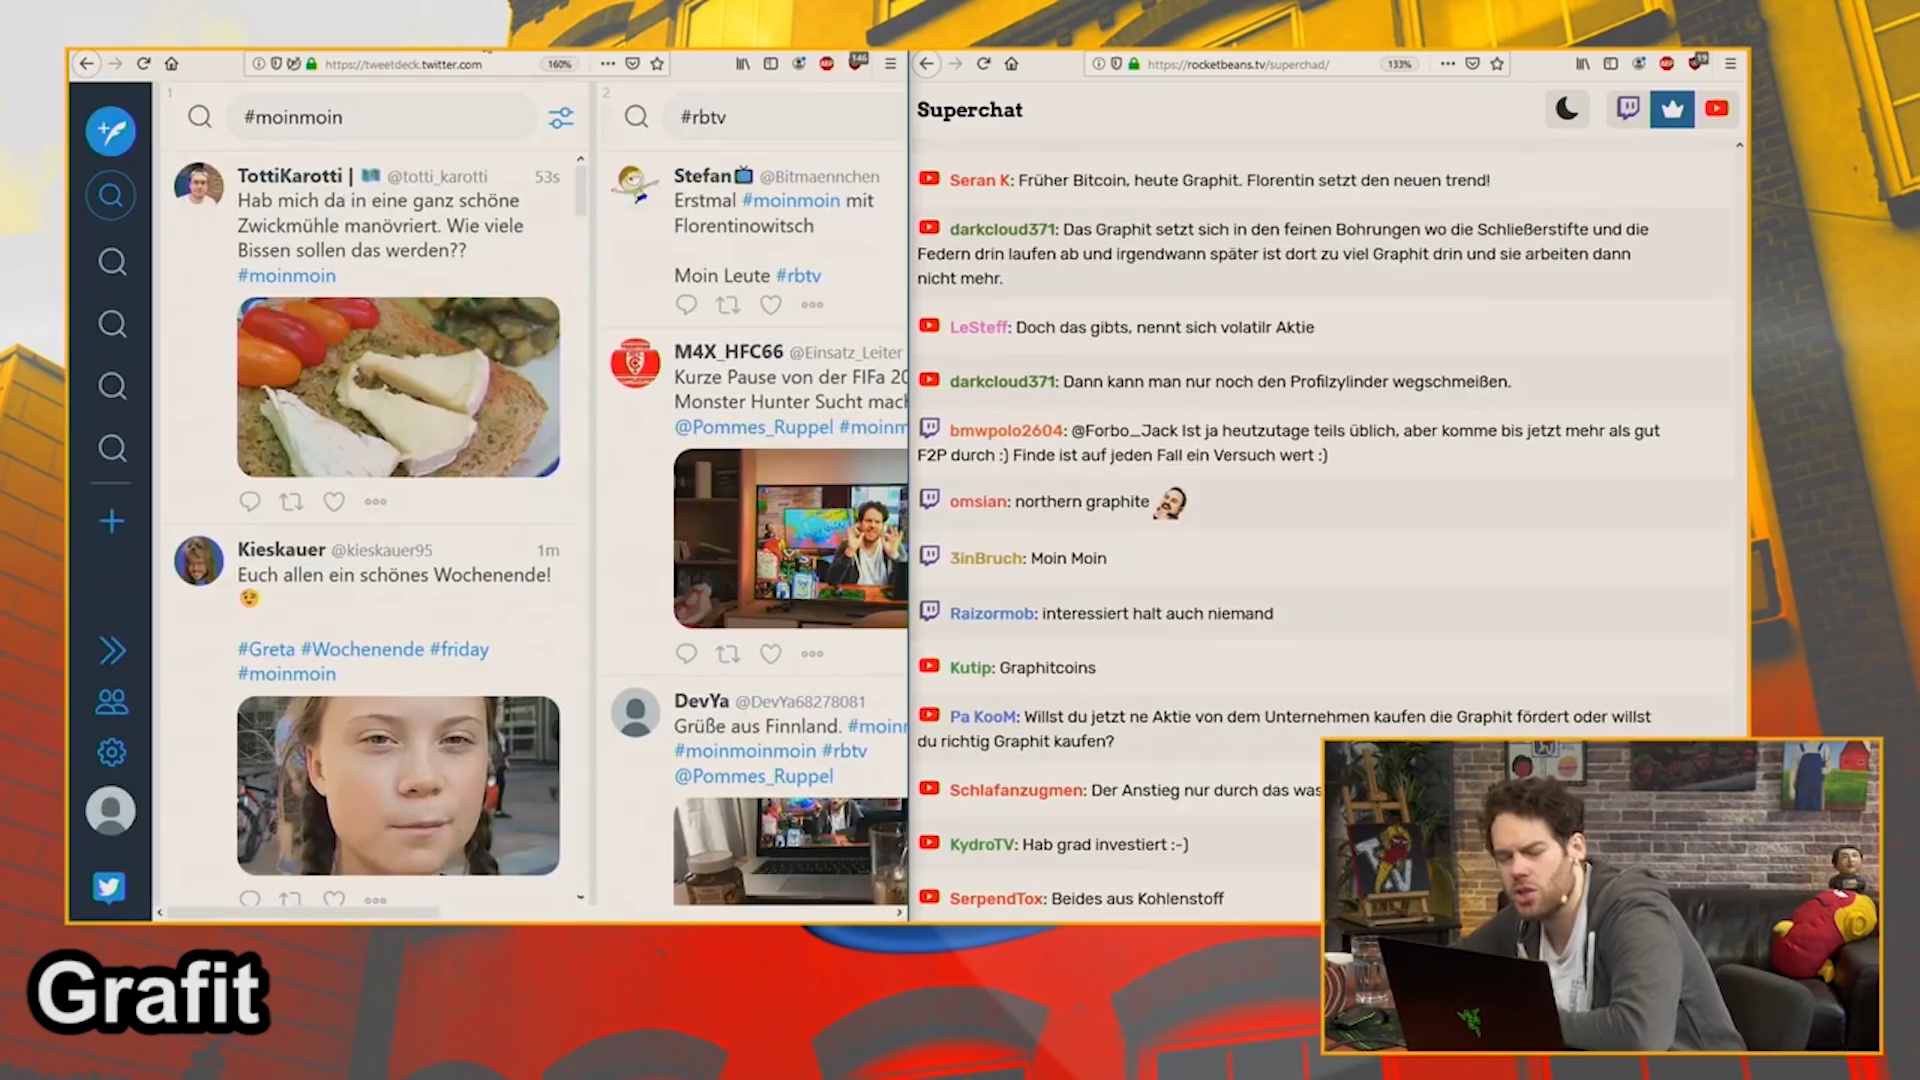 https://tweetdeck.twitter.com
160%
146
1
#moinmoin
TottiKarotti | @totti_karotti 53s
Hab mich da in eine ganz schöne
Zwickmühle manövriert. Wie viele
Bissen sollen das werden??
#moinmoin
Kieskauer @kieskauer95 1m
Euch allen ein schönes Wochenende!
#Greta #Wochenende #friday
#moinmoin
2
#rbtv
Stefan @Bitmaennchen
Erstmal #moinmoin mit
Florentinowitsch
Moin Leute #rbtv
M4X_HFC66 @Einsatz_Leiter
Kurze Pause von der FIFa 20
Monster Hunter Sucht mach
@Pommes_Ruppel #moinm
DevYa @DevYa68278081
Grüße aus Finnland. #moinr
#moinmoinmoin #rbtv
@Pommes_Ruppel
https://rocketbeans.tv/superchad/
133%
19
Superchat
Seran K: Früher Bitcoin, heute Graphit. Florentin setzt den neuen trend!
darkcloud371: Das Graphit setzt sich in den feinen Bohrungen wo die Schließerstifte und die
Federn drin laufen ab und irgendwann später ist dort zu viel Graphit drin und sie arbeiten dann
nicht mehr.
LeSteff: Doch das gibts, nennt sich volatilr Aktie
darkcloud371: Dann kann man nur noch den Profilzylinder wegschmeißen.
bmwpolo2604: @Forbo_Jack Ist ja heutzutage teils üblich, aber komme bis jetzt mehr als gut
F2P durch :) Finde ist auf jeden Fall ein Versuch wert :)
omsian: northern graphite
3inBruch: Moin Moin
Raizormob: interessiert halt auch niemand
Kutip: Graphitcoins
Pa KooM: Willst du jetzt ne Aktie von dem Unternehmen kaufen die Graphit fördert oder willst
du richtig Graphit kaufen?
Schlafanzugmen: Der Anstieg nur durch das was
KydroTV: Hab grad investiert :-)
SerpendTox: Beides aus Kohlenstoff
Grafit